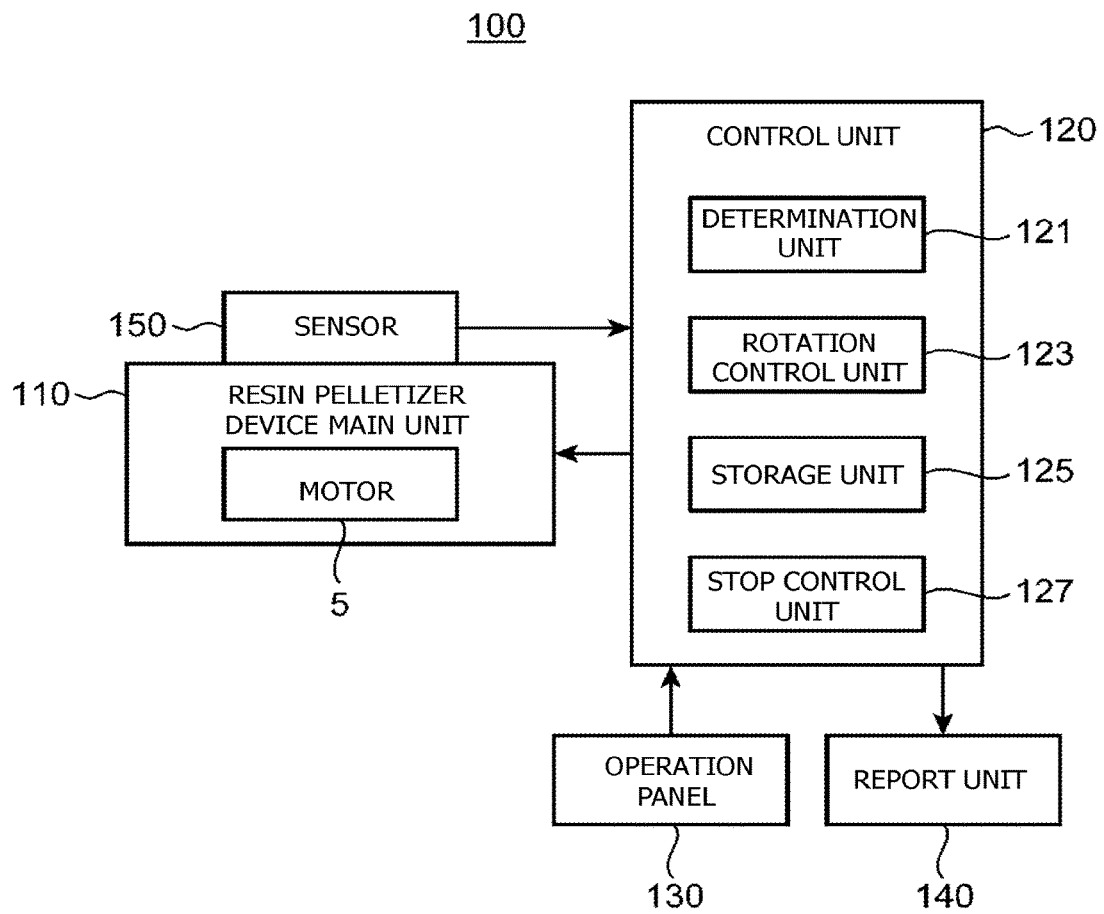 100
CONTROL UNIT
120
DETERMINATION
UNIT
121
SENSOR
150
ROTATION
CONTROL UNIT
123
110
RESIN PELLETIZER
DEVICE MAIN UNIT
MOTOR
5
STORAGE UNIT
125
STOP CONTROL
UNIT
127
OPERATION
PANEL
130
REPORT UNIT
140